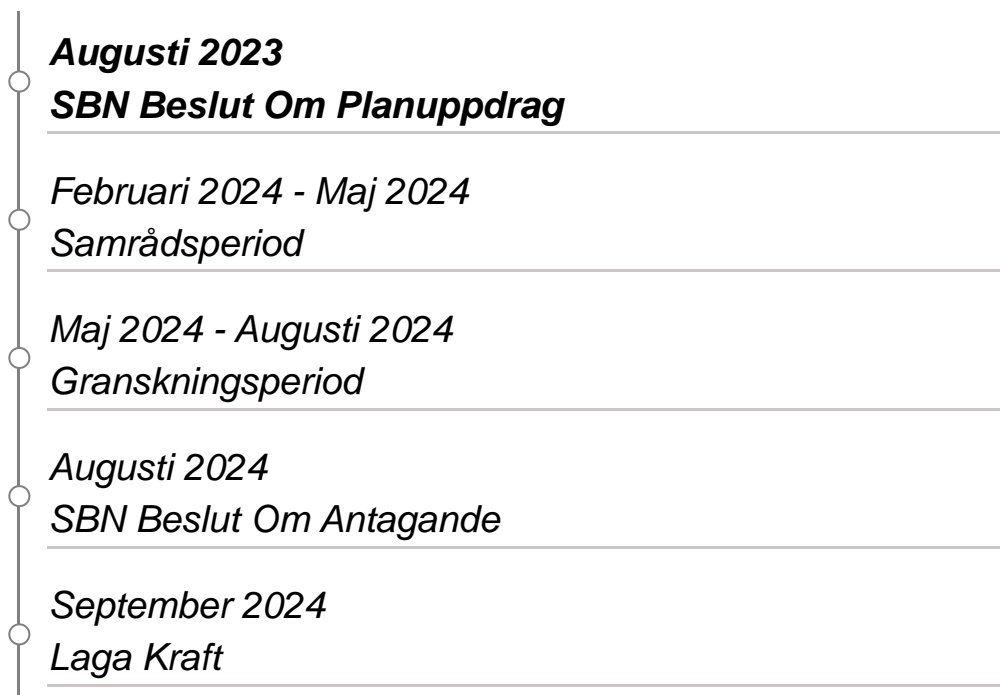 Augusti 2023
SBN Beslut Om Planuppdrag
Februari 2024 - Maj 2024
Samrådsperiod
Maj 2024 - Augusti 2024
Granskningsperiod
Augusti 2024
SBN Beslut Om Antagande
September 2024
Laga Kraft